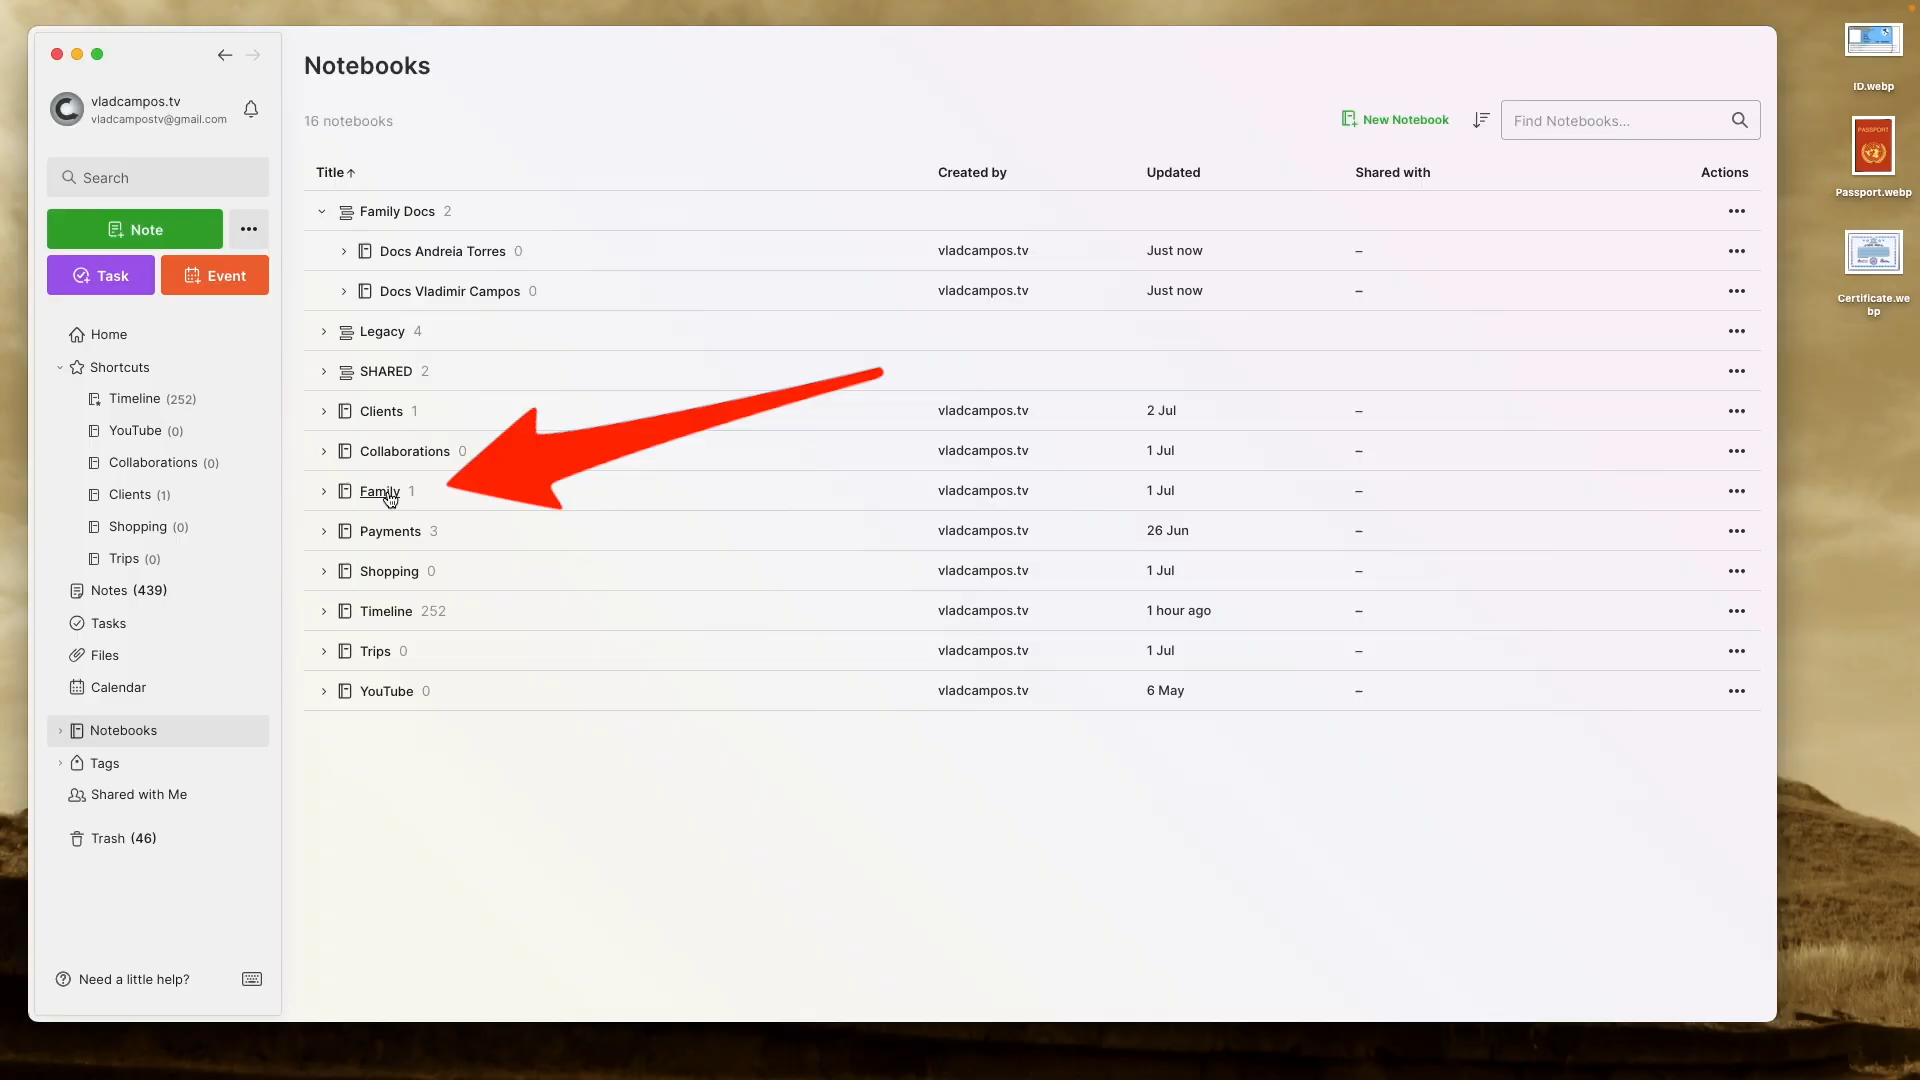 vladcampos.tv
vladcampostv@gmail.com
Search
Note
Task
Event
Home
Shortcuts
Timeline (252)
YouTube (0)
Collaborations (0)
Clients (1)
Shopping (0)
Trips (0)
Notes (439)
Tasks
Files
Calendar
Notebooks
Tags
Shared with Me
Trash (46)
Need a little help?
Notebooks
16 notebooks
New Notebook
Find Notebooks...
Title Created by Updated Shared with Actions
Family Docs 2
Docs Andreia Torres 0 vladcampos.tv Just now –
Docs Vladimir Campos 0 vladcampos.tv Just now –
Legacy 4
SHARED 2
Clients 1 vladcampos.tv 2 Jul –
Collaborations 0 vladcampos.tv 1 Jul –
Family 1 vladcampos.tv 1 Jul –
Payments 3 vladcampos.tv 26 Jun –
Shopping 0 vladcampos.tv 1 Jul –
Timeline 252 vladcampos.tv 1 hour ago –
Trips 0 vladcampos.tv 1 Jul –
YouTube 0 vladcampos.tv 6 May –
ID.webp
PASSPORT
Passport.webp
Certificate.we
bp